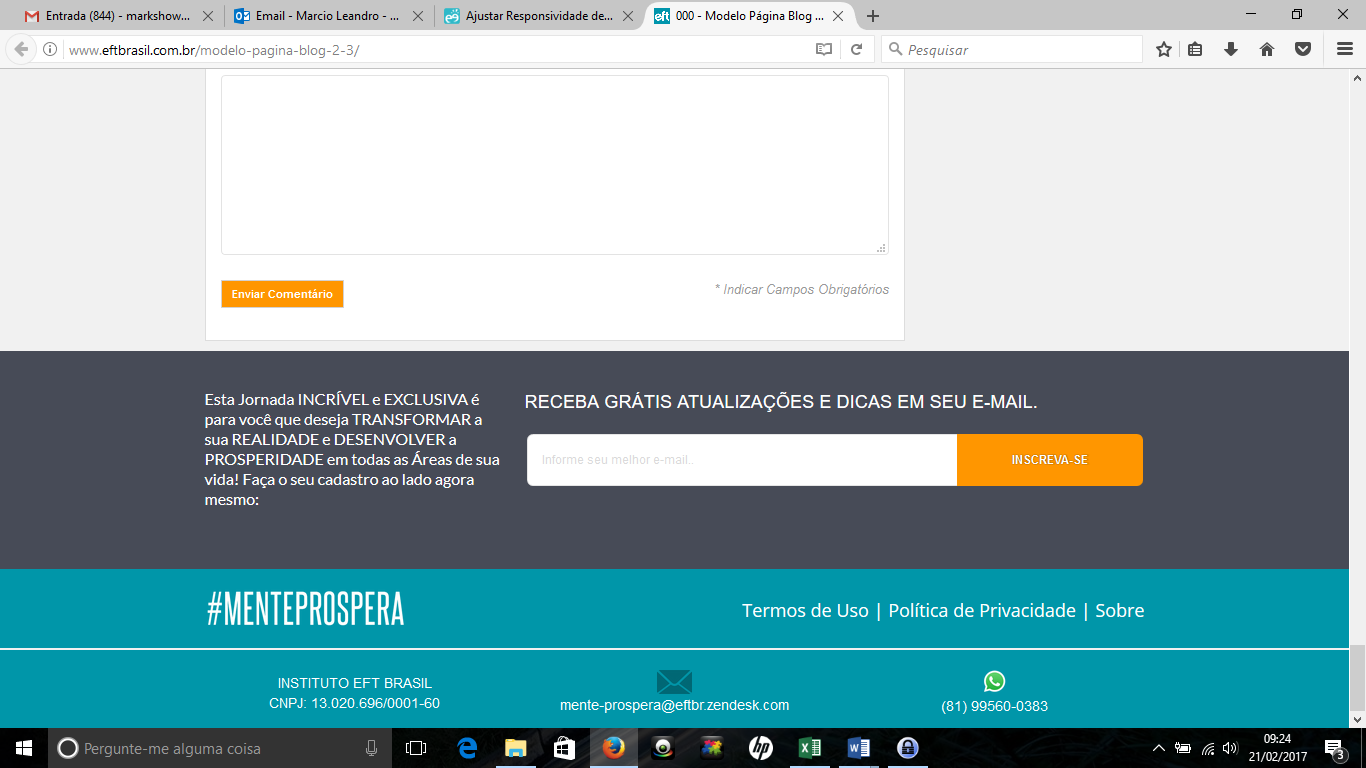 Entrada (844) - markshow...
Email - Marcio Leandro - ...
Ajustar Responsividade de...
eft 000 - Modelo Página Blog ...
www.eftbrasil.com.br/modelo-pagina-blog-2-3/
Pesquisar
Enviar Comentário
* Indicar Campos Obrigatórios
Esta Jornada INCRÍVEL e EXCLUSIVA é
para você que deseja TRANSFORMAR a
sua REALIDADE e DESENVOLVER a
PROSPERIDADE em todas as Áreas de sua
vida! Faça o seu cadastro ao lado agora
mesmo:
RECEBA GRÁTIS ATUALIZAÇÕES E DICAS EM SEU E-MAIL.
Informe seu melhor e-mail..
INSCREVA-SE
#MENTEPROSPERA
Termos de Uso | Política de Privacidade | Sobre
INSTITUTO EFT BRASIL
CNPJ: 13.020.696/0001-60
mente-prospera@eftbr.zendesk.com
(81) 99560-0383
Pergunte-me alguma coisa
hp
09:24
21/02/2017
3